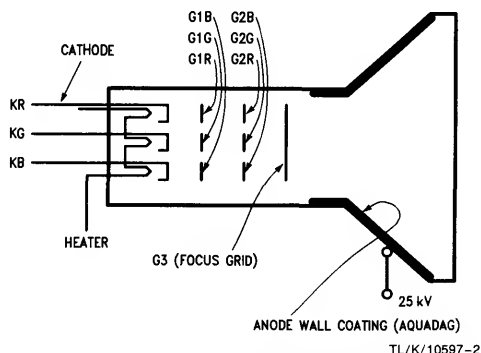 G1B G2B
G1G G2G
G1R G2R
CATHODE
KR
KG
KB
HEATER
G3 (FOCUS GRID)
25 kV
ANODE WALL COATING (AQUADAG)
TL/K/10597-2